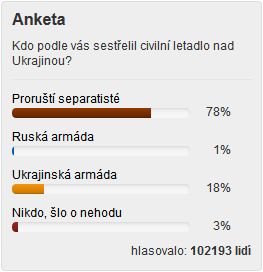 Anketa
Kdo podle vás sestřelil civilní letadlo nad
Ukrajinou?
Proruští separatisté
78%
Ruská armáda
1%
Ukrajinská armáda
18%
Nikdo, šlo o nehodu
3%
hlasovalo: 102193 lidí